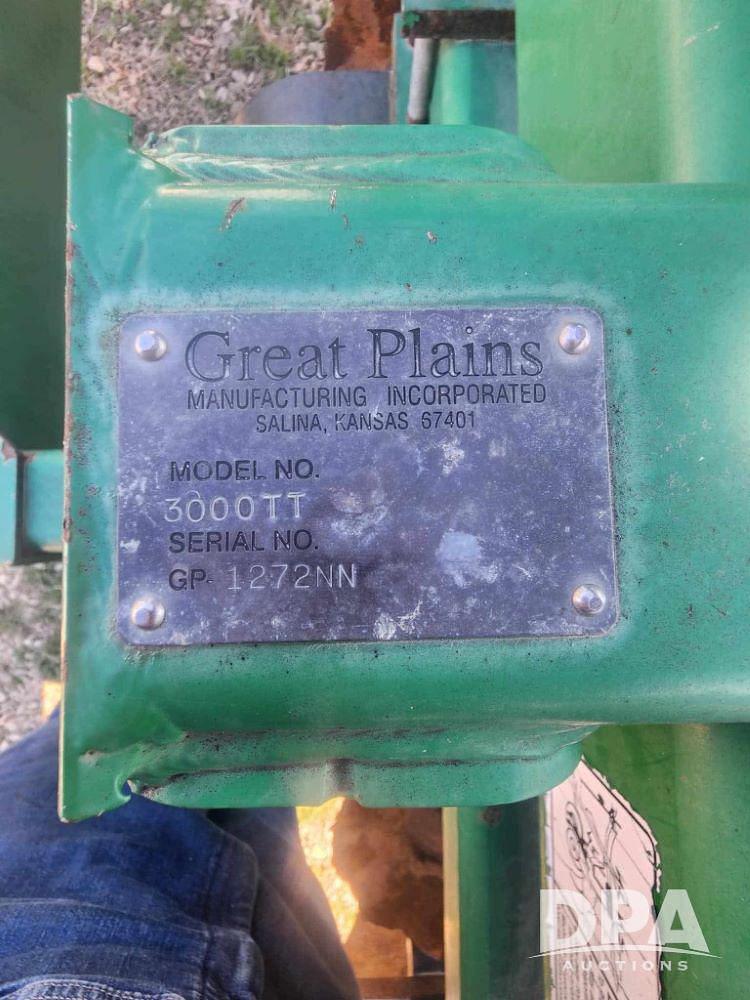 Great Plains
MANUFACTURING INCORPORATED
SALINA, KANSAS 67401
MODEL NO.
3000TT
SERIAL NO.
GP- 1272NN
DPA
AUCTIONS